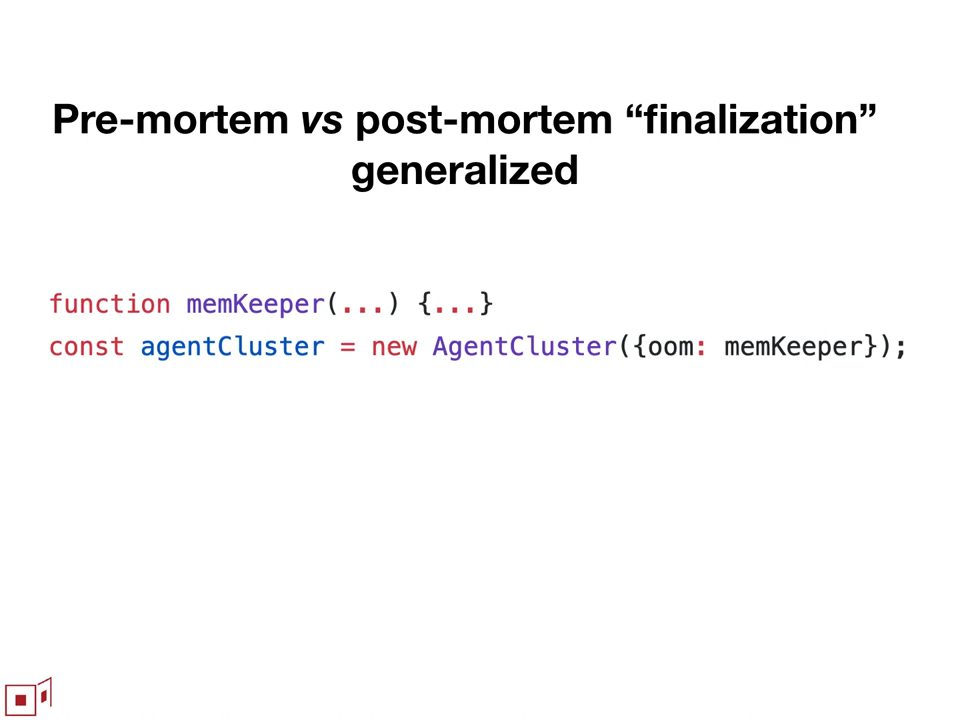 Pre-mortem vs post-mortem “finalization”
generalized
function memKeeper(...) {...}
const agentCluster = new AgentCluster({oom: memKeeper});